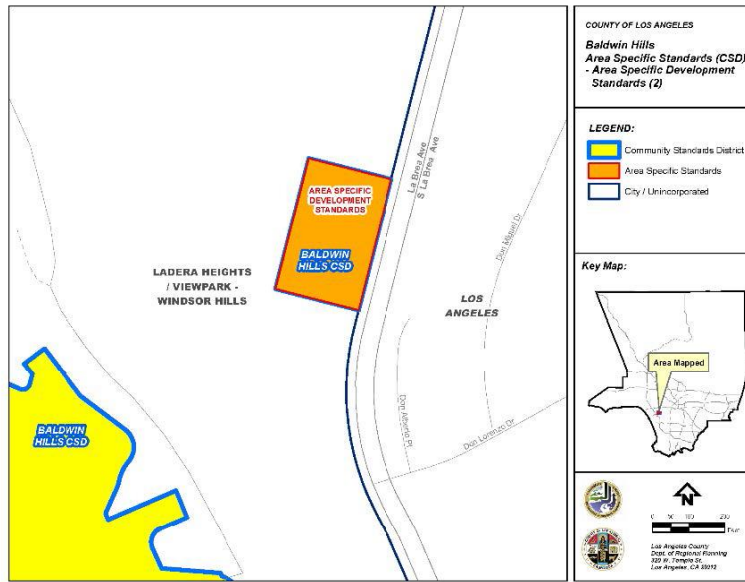 COUNTY OF LOS ANGELES
Baldwin Hills
Area Specific Standards (CSD)
- Area Specific Development
Standards (2)
LEGEND:
Community Standards District
Area Specific Standards
City / Unincorporated
Key Map:
Area Mapped
N
0 50 100 200
Feet
Los Angeles County
Dept. of Regional Planning
320 W. Temple St.
Los Angeles, CA 90012
AREA SPECIFIC
DEVELOPMENT
STANDARDS
BALDWIN
HILLS CSD
LADERA HEIGHTS
/ VIEWPARK -
WINDSOR HILLS
LOS
ANGELES
La Brea Ave
S La Brea Ave
Don Miguel Dr
Don Alberto Pl
Don Lorenzo Dr
BALDWIN
HILLS CSD